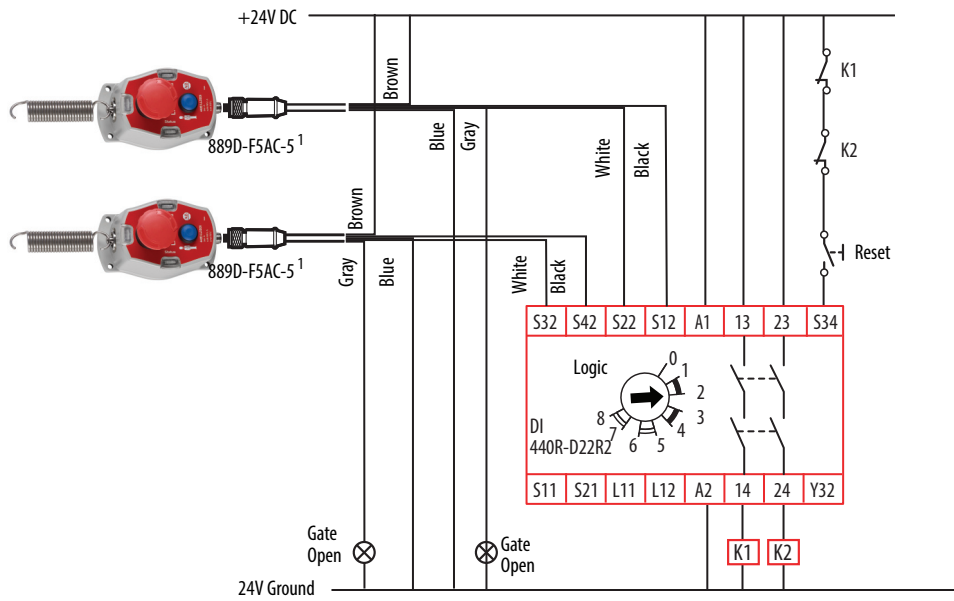 +24V DC
K1
Brown
889D-F5AC-5 1
Blue
Gray
White
Black
K2
Brown
889D-F5AC-5 1
Gray
Blue
White
Black
Reset
S32 S42 S22 S12 A1 13 23 S34
Logic
0
1
2
3
4
5
6
7
8
DI
440R-D22R2
S11 S21 L11 L12 A2 14 24 Y32
Gate
Open
Gate
Open
K1 K2
24V Ground